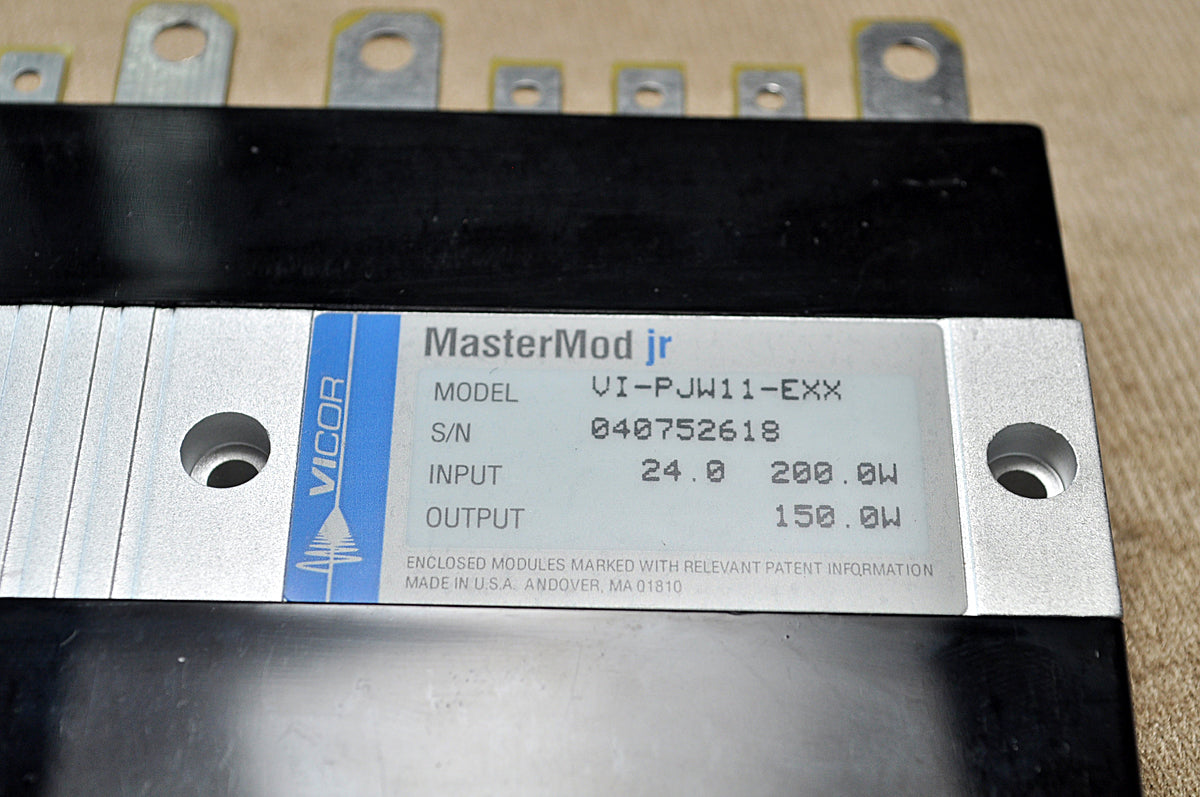 VICOR
MasterMod jr
MODEL VI-PJW11-EXX
S/N 040752618
INPUT 24.0 200.0W
OUTPUT 150.0W
ENCLOSED MODULES MARKED WITH RELEVANT PATENT INFORMATION
MADE IN U.S.A. ANDOVER, MA 01810